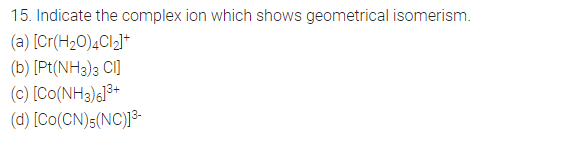 15. Indicate the complex ion which shows geometrical isomerism.
(a) [Cr(H₂O)₄Cl₂]⁺
(b) [Pt(NH₃)₃ Cl]
(c) [Co(NH₃)₆]³⁺
(d) [Co(CN)₅(NC)]³⁻